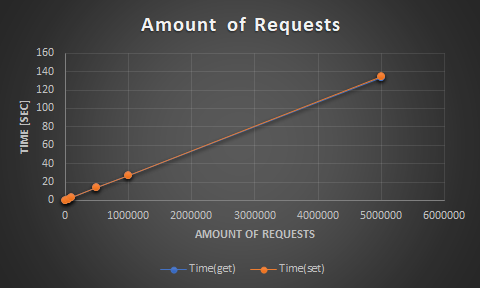 Amount of Requests
160
140
120
100
80
60
40
20
0
TIME [SEC]
0 1000000 2000000 3000000 4000000 5000000 6000000
AMOUNT OF REQUESTS
Time(get) Time(set)